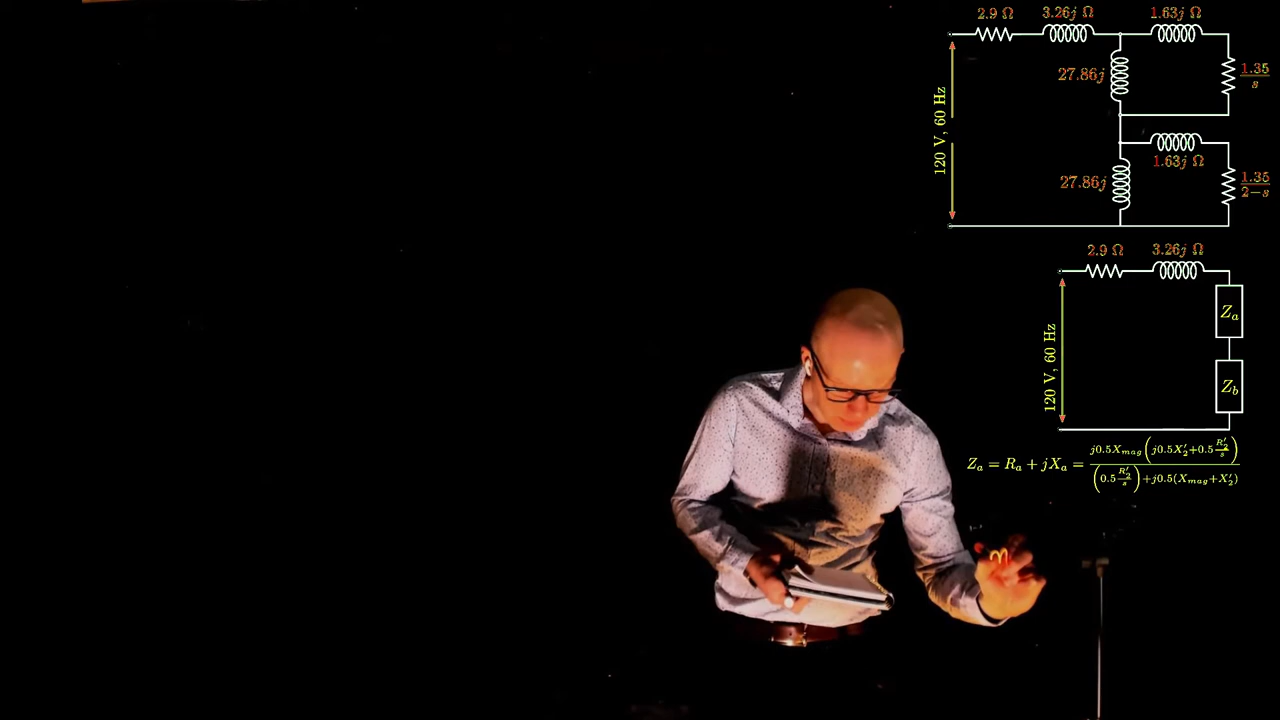 2.9 Ω 3.26j Ω 1.63j Ω
27.86j
1.35/s
120 V, 60 Hz
1.63j Ω
27.86j
1.35/2−s
2.9 Ω 3.26j Ω
120 V, 60 Hz
Z_a
Z_b
Z_a = R_a + jX_a = j0.5X_mag(j0.5X'_2+0.5 R'_2/s)/(0.5 R'_2/s)+j0.5(X_mag+X'_2)